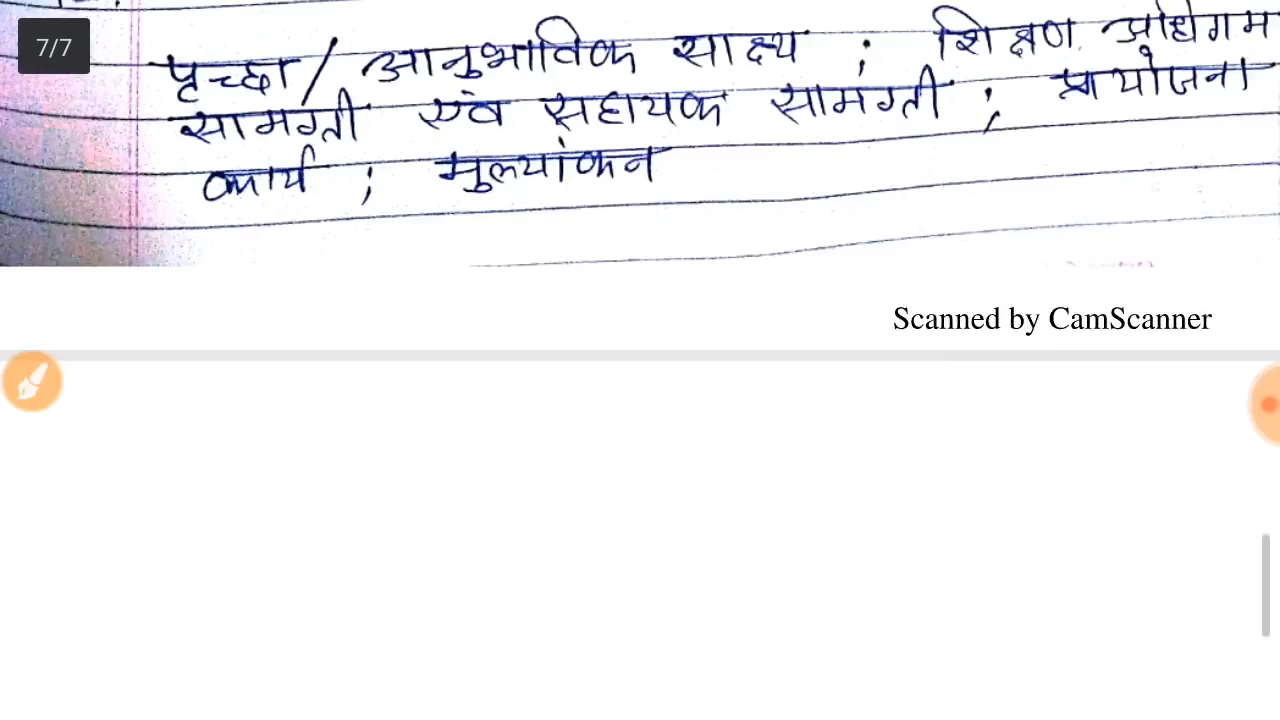 7/7
पृच्छा / आनुभाविक साक्ष्य ; शिक्षण अधिगम
सामग्री एवं सहायक सामग्री ; प्रायोजना
कार्य ; मुल्यांकन
Scanned by CamScanner